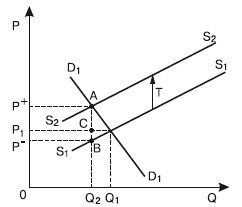 P
S₂
D₁
S₁
T
P⁺
A
S₂
C
P₁
P⁻
B
S₁
D₁
0
Q₂
Q₁
Q